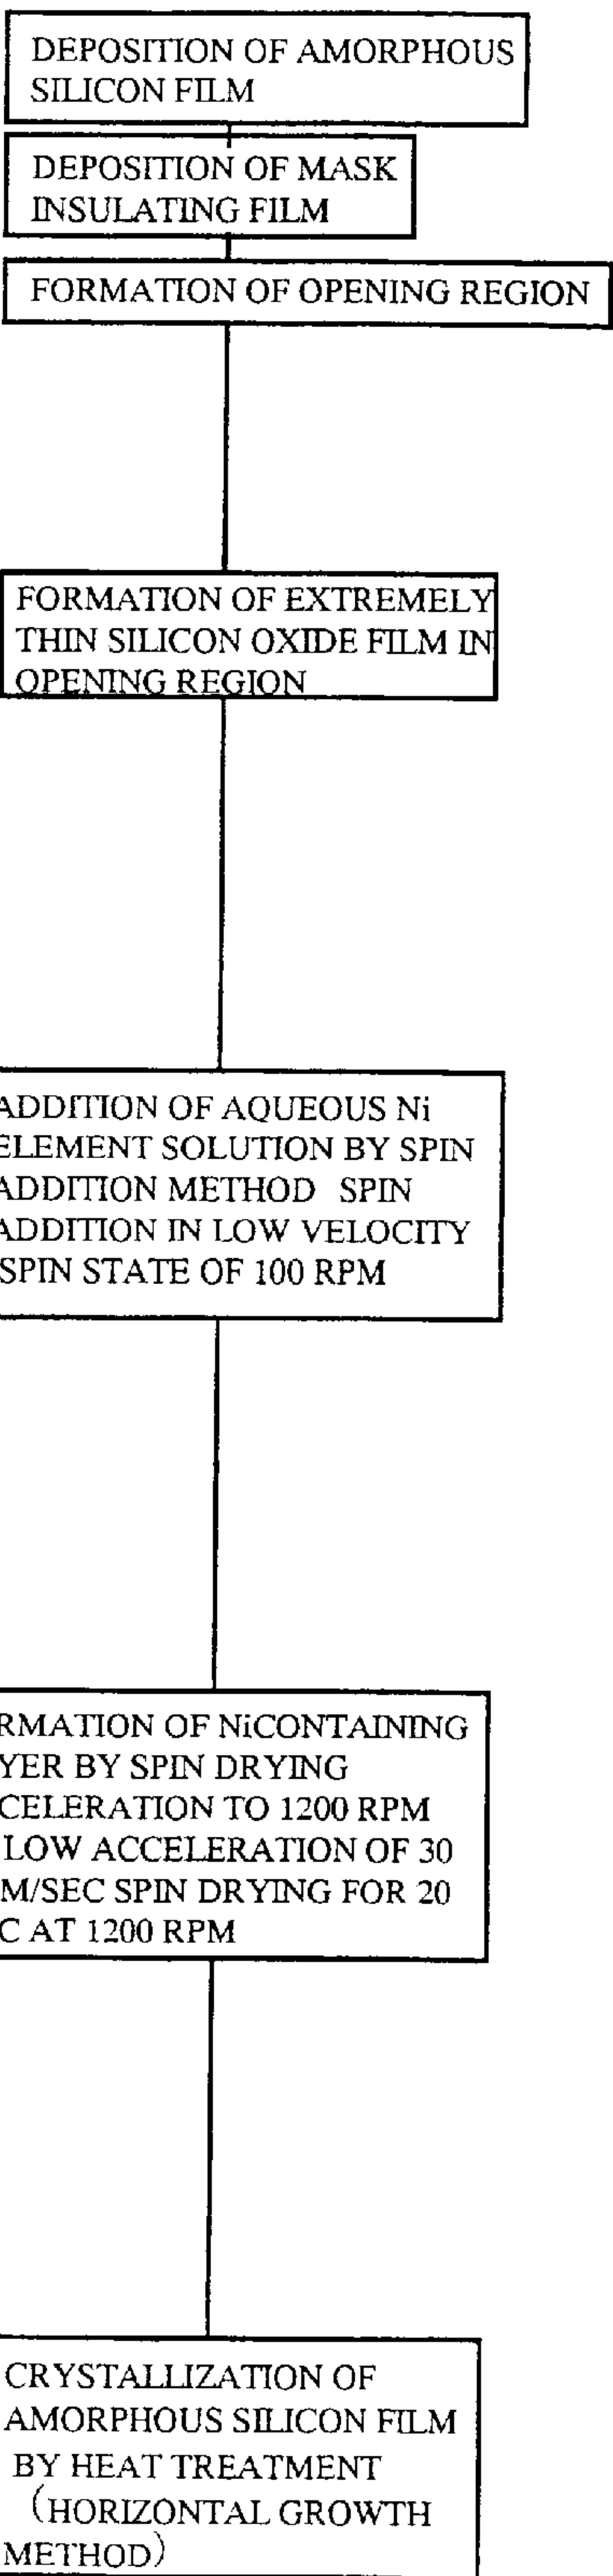 DEPOSITION OF AMORPHOUS
SILICON FILM
DEPOSITION OF MASK
INSULATING FILM
FORMATION OF OPENING REGION
FORMATION OF EXTREMELY
THIN SILICON OXIDE FILM IN
OPENING REGION
ADDITION OF AQUEOUS Ni
ELEMENT SOLUTION BY SPIN
ADDITION METHOD SPIN
ADDITION IN LOW VELOCITY
SPIN STATE OF 100 RPM
RMATION OF NiCONTAINING
YER BY SPIN DRYING
CELERATION TO 1200 RPM
LOW ACCELERATION OF 30
M/SEC SPIN DRYING FOR 20
C AT 1200 RPM
CRYSTALLIZATION OF
AMORPHOUS SILICON FILM
BY HEAT TREATMENT
(HORIZONTAL GROWTH
METHOD)